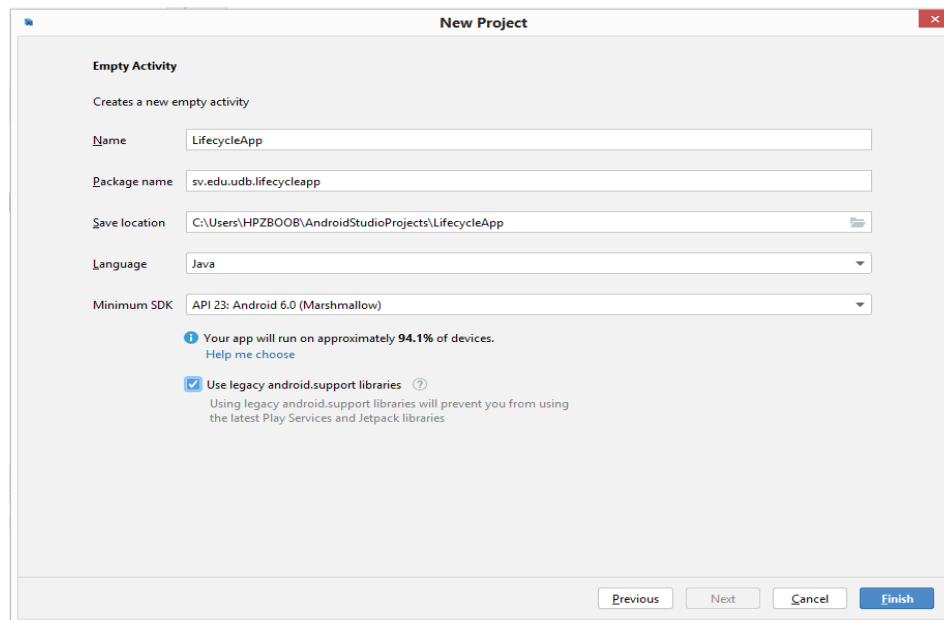 New Project
Empty Activity
Creates a new empty activity
Name LifecycleApp
Package name sv.edu.udb.lifecycleapp
Save location C:\Users\HPZBOOB\AndroidStudioProjects\LifecycleApp
Language Java
Minimum SDK API 23: Android 6.0 (Marshmallow)
Your app will run on approximately 94.1% of devices.
Help me choose
Use legacy android.support libraries ?
Using legacy android.support libraries will prevent you from using
the latest Play Services and Jetpack libraries
Previous Next Cancel Finish